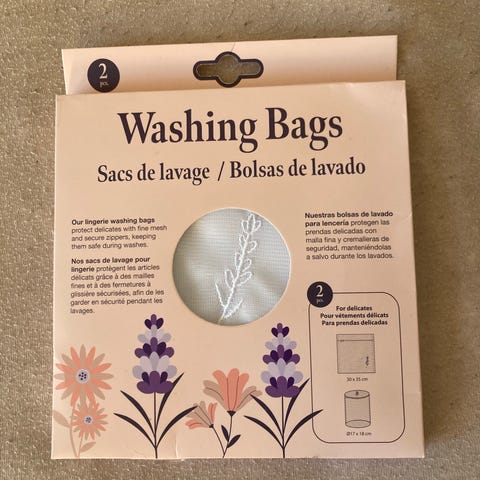 2
pcs.
Washing Bags
Sacs de lavage / Bolsas de lavado
Our lingerie washing bags
protect delicates with fine mesh
and secure zippers, keeping
them safe during washes.
Nos sacs de lavage pour
lingerie protègent les articles
délicats grâce à des mailles
fines et à des fermetures à
glissière sécurisées, afin de les
garder en sécurité pendant les
lavages.
Nuestras bolsas de lavado
para lencería protegen las
prendas delicadas con
malla fina y cremalleras de
seguridad, manteniéndolas
a salvo durante los lavados.
2
pcs.
For delicates
Pour vêtements délicats
Para prendas delicadas
30 x 35 cm
Ø17 x 18 cm